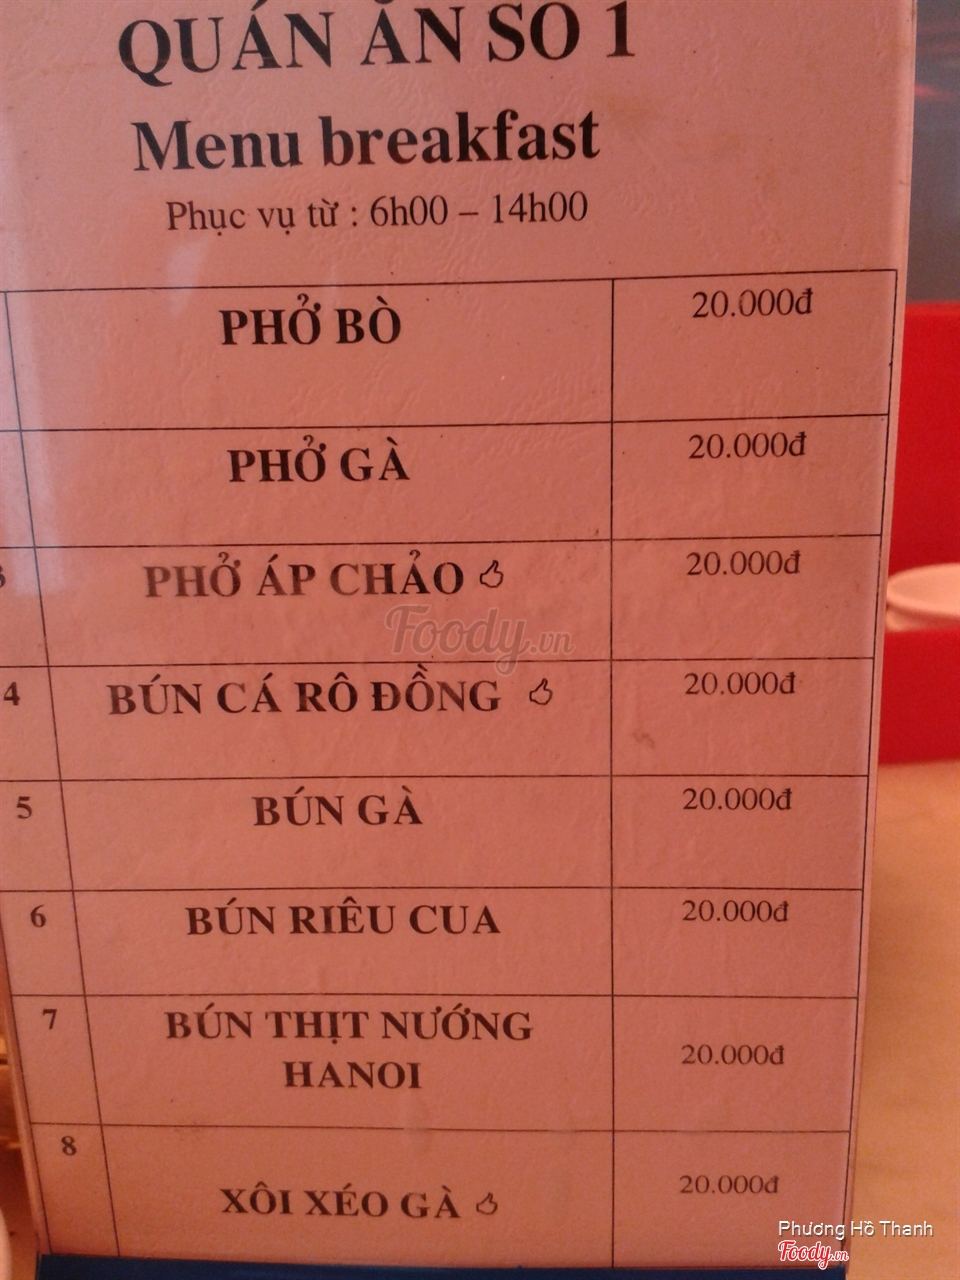 QUÁN ĂN SO 1
Menu breakfast
Phục vụ từ : 6h00 – 14h00
PHỞ BÒ 20.000đ
PHỞ GÀ 20.000đ
3 PHỞ ÁP CHẢO 20.000đ
Foody.vn
4 BÚN CÁ RÔ ĐỒNG 20.000đ
5 BÚN GÀ 20.000đ
6 BÚN RIÊU CUA 20.000đ
7 BÚN THỊT NƯỚNG
HANOI 20.000đ
8 XÔI XÉO GÀ 20.000đ
Phương Hồ Thanh
Foody.vn